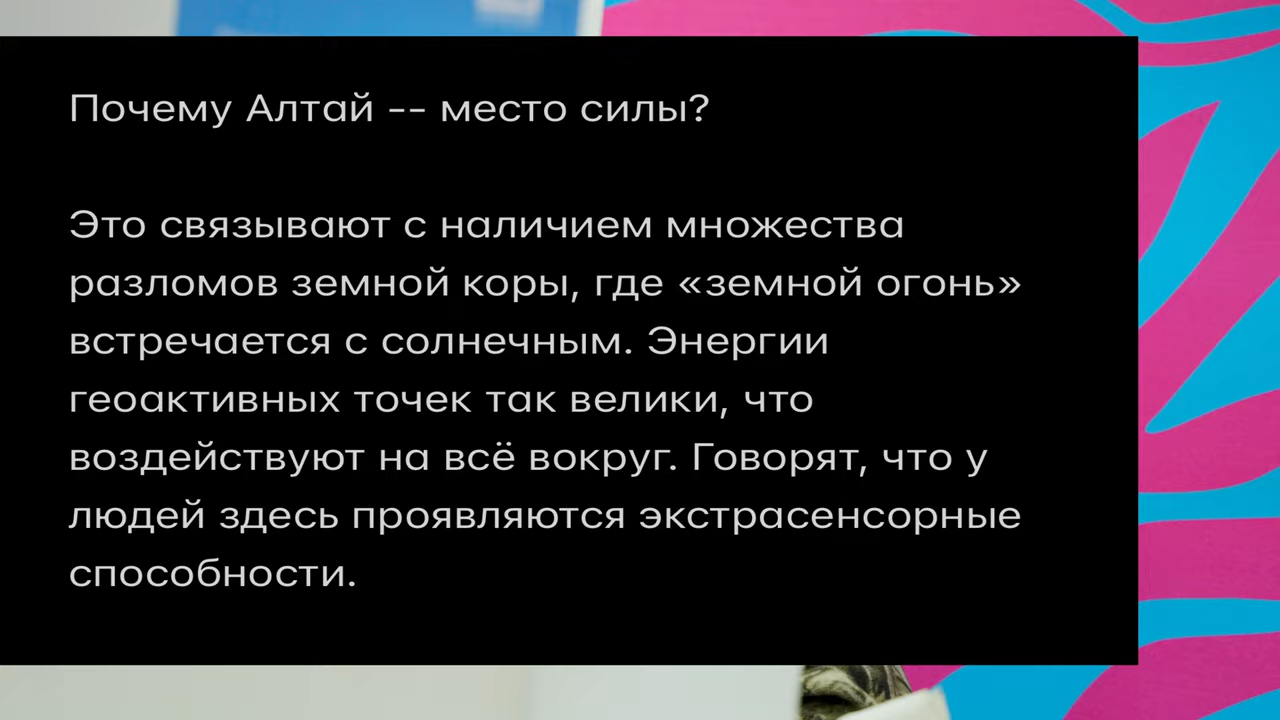 Почему Алтай -- место силы?
Это связывают с наличием множества
разломов земной коры, где «земной огонь»
встречается с солнечным. Энергии
геоактивных точек так велики, что
воздействуют на всё вокруг. Говорят, что у
людей здесь проявляются экстрасенсорные
способности.